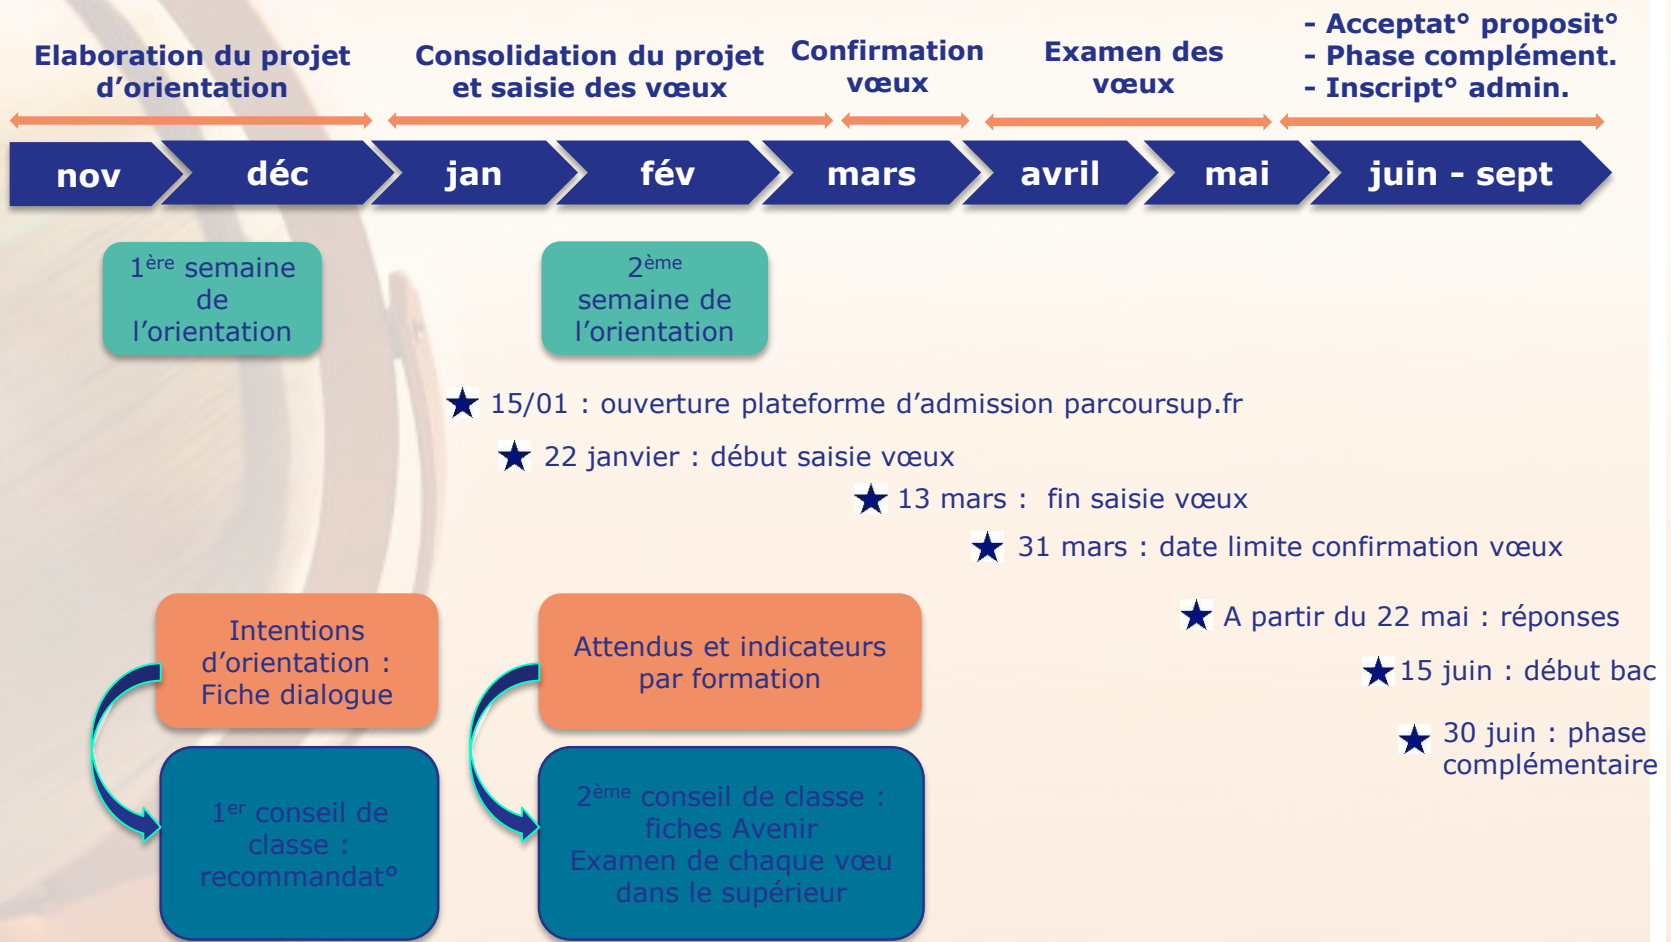 Elaboration du projet
d’orientation
Consolidation du projet
et saisie des vœux
Confirmation
vœux
Examen des
vœux
- Acceptat° proposit°
- Phase complément.
- Inscript° admin.
nov
déc
jan
fév
mars
avril
mai
juin - sept
1ère semaine
de
l’orientation
2ème
semaine de
l’orientation
15/01 : ouverture plateforme d’admission parcoursup.fr
22 janvier : début saisie vœux
13 mars : fin saisie vœux
31 mars : date limite confirmation vœux
A partir du 22 mai : réponses
15 juin : début bac
30 juin : phase
complémentaire
Intentions
d’orientation :
Fiche dialogue
1er conseil de
classe :
recommandat°
Attendus et indicateurs
par formation
2ème conseil de classe :
fiches Avenir
Examen de chaque vœu
dans le supérieur